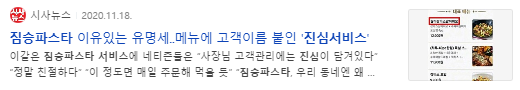 시사뉴스 2020.11.18.
짐승파스타 이유있는 유명세..메뉴에 고객이름 붙인 '진심서비스'
이같은 짐승파스타 서비스에 네티즌들은 "사장님 고객관리에는 진심이 담겨있다"
"정말 친절하다" "이 정도면 매일 주문해 먹을 듯" "짐승파스타, 우리 동네엔 왜 ...